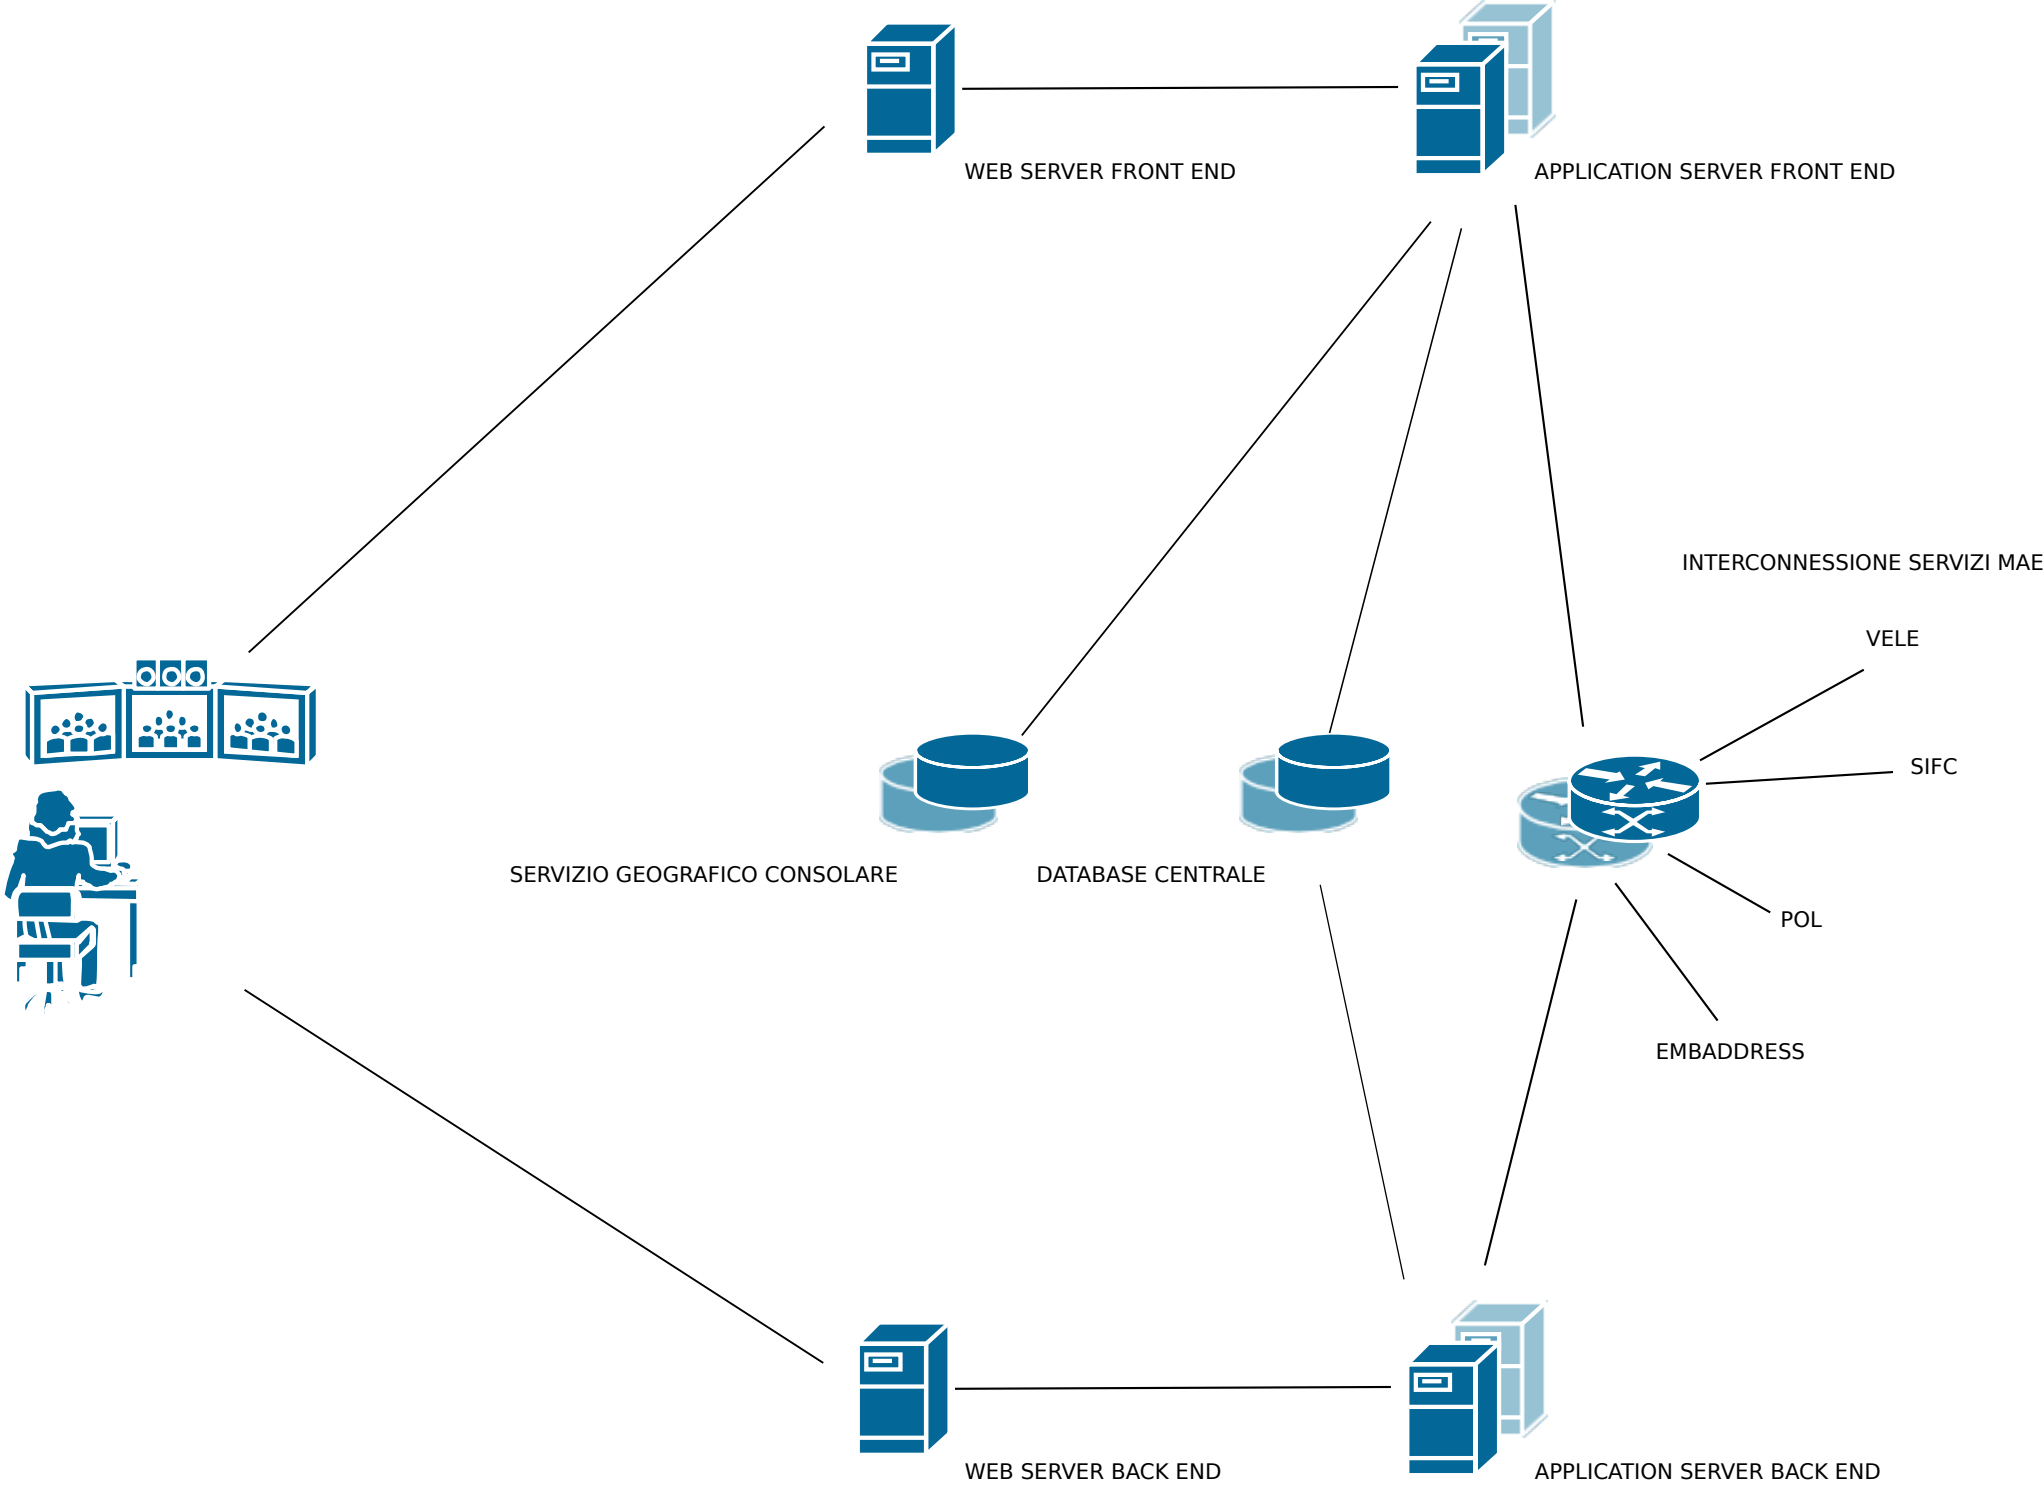 WEB SERVER FRONT END
APPLICATION SERVER FRONT END
INTERCONNESSIONE SERVIZI MAE
VELE
SIFC
SERVIZIO GEOGRAFICO CONSOLARE
DATABASE CENTRALE
POL
EMBADDRESS
WEB SERVER BACK END
APPLICATION SERVER BACK END